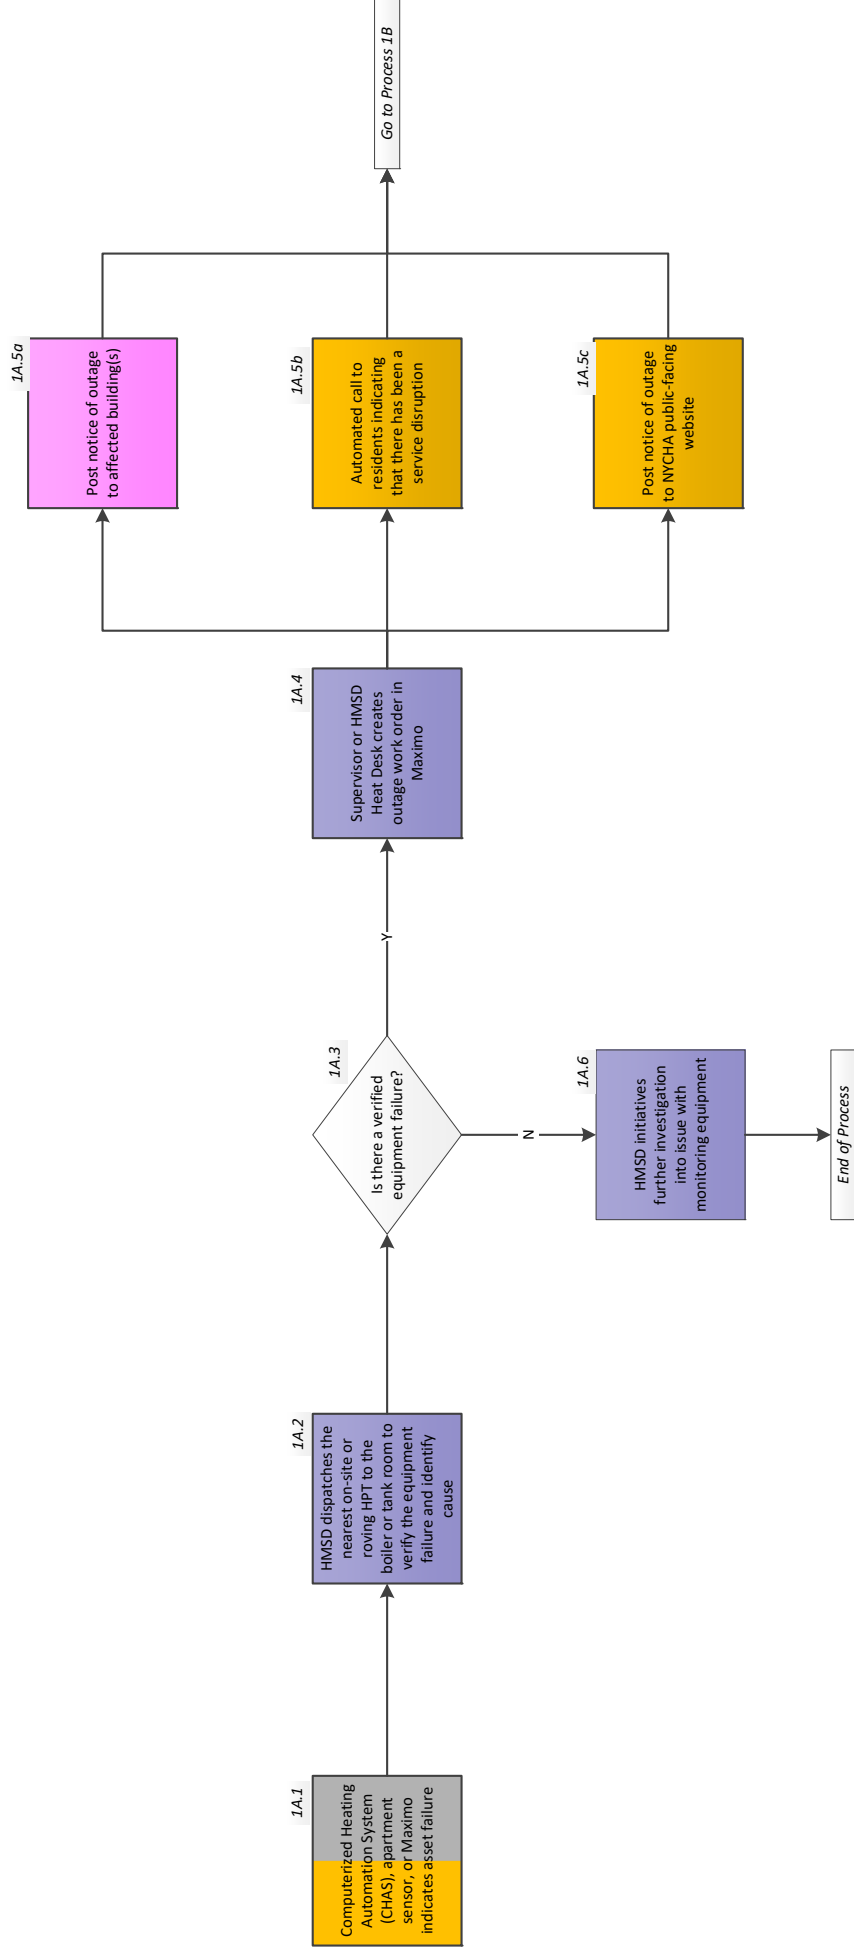 1A.1
Computerized Heating
Automation System
(CHAS), apartment
sensor, or Maximo
indicates asset failure
1A.2
HMSD dispatches the
nearest on-site or
roving HPT to the
boiler or tank room to
verify the equipment
failure and identify
cause
1A.3
Is there a verified
equipment failure?
Y
N
1A.4
Supervisor or HMSD
Heat Desk creates
outage work order in
Maximo
1A.5a
Post notice of outage
to affected building(s)
1A.5b
Automated call to
residents indicating
that there has been a
service disruption
1A.5c
Post notice of outage
to NYCHA public-facing
website
Go to Process 1B
1A.6
HMSD initiatives
further investigation
into issue with
monitoring equipment
End of Process